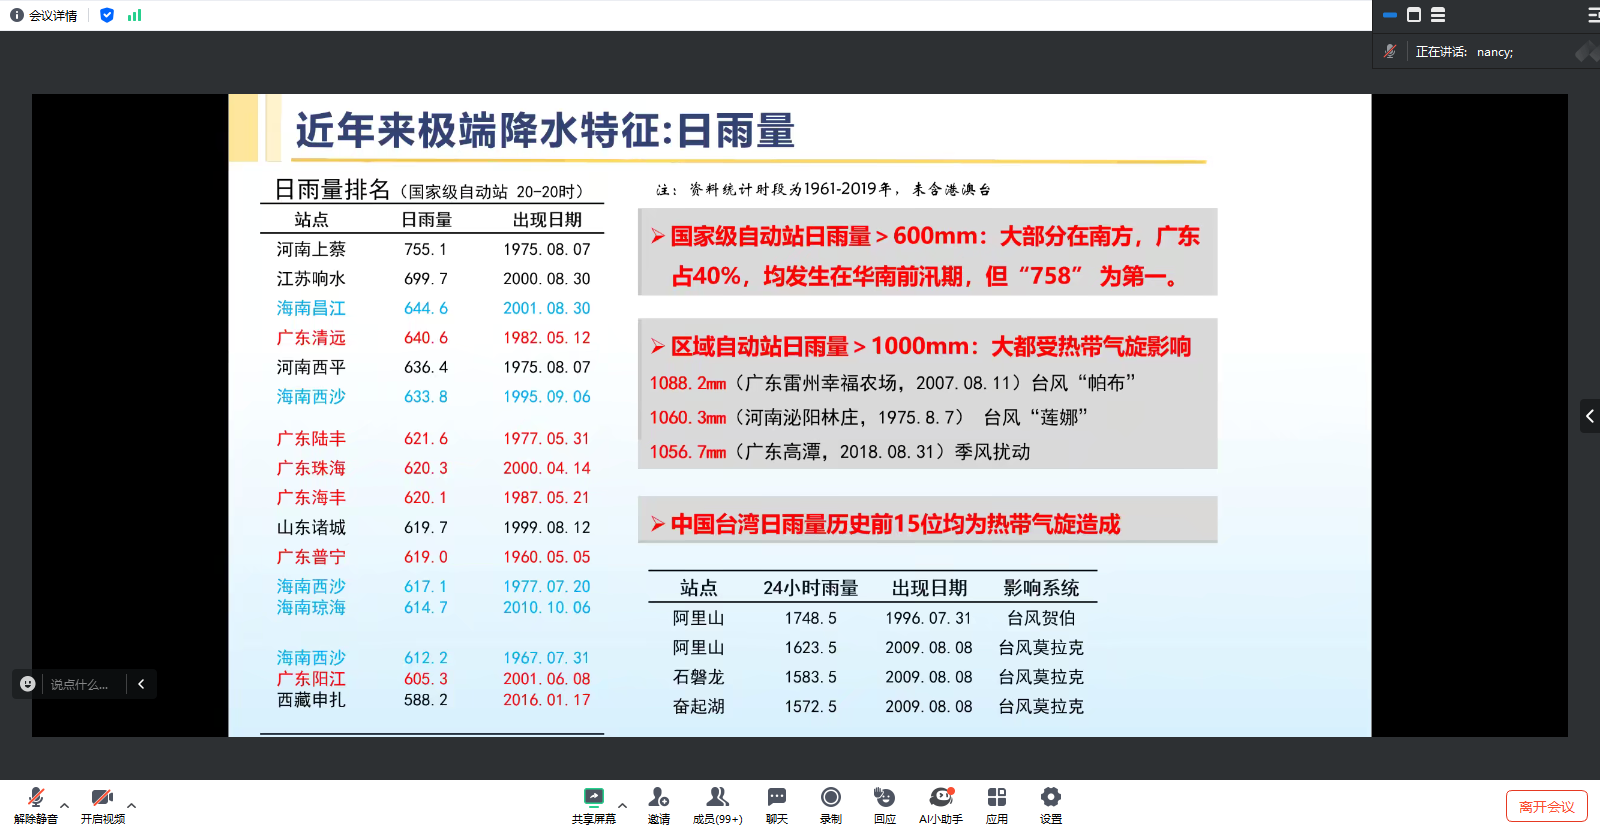 会议详情
正在讲话: nancy;
近年来极端降水特征:日雨量
日雨量排名（国家级自动站 20-20时）
站点 日雨量 出现日期
河南上蔡 755.1 1975.08.07
江苏响水 699.7 2000.08.30
海南昌江 644.6 2001.08.30
广东清远 640.6 1982.05.12
河南西平 636.4 1975.08.07
海南西沙 633.8 1995.09.06
广东陆丰 621.6 1977.05.31
广东珠海 620.3 2000.04.14
广东海丰 620.1 1987.05.21
山东诸城 619.7 1999.08.12
广东普宁 619.0 1960.05.05
海南西沙 617.1 1977.07.20
海南琼海 614.7 2010.10.06
海南西沙 612.2 1967.07.31
广东阳江 605.3 2001.06.08
西藏申扎 588.2 2016.01.17
注：资料统计时段为1961-2019年，未含港澳台
➢国家级自动站日雨量＞600mm：大部分在南方，广东
占40%，均发生在华南前汛期，但“758” 为第一。
➢区域自动站日雨量＞1000mm：大都受热带气旋影响
1088.2mm（广东雷州幸福农场，2007.08.11）台风“帕布”
1060.3mm（河南泌阳林庄，1975.8.7） 台风“莲娜”
1056.7mm（广东高潭，2018.08.31）季风扰动
➢中国台湾日雨量历史前15位均为热带气旋造成
站点 24小时雨量 出现日期 影响系统
阿里山 1748.5 1996.07.31 台风贺伯
阿里山 1623.5 2009.08.08 台风莫拉克
石磐龙 1583.5 2009.08.08 台风莫拉克
奋起湖 1572.5 2009.08.08 台风莫拉克
说点什么...
解除静音 开启视频 共享屏幕 邀请 成员(99+) 聊天 录制 回应 AI小助手 应用 设置 离开会议